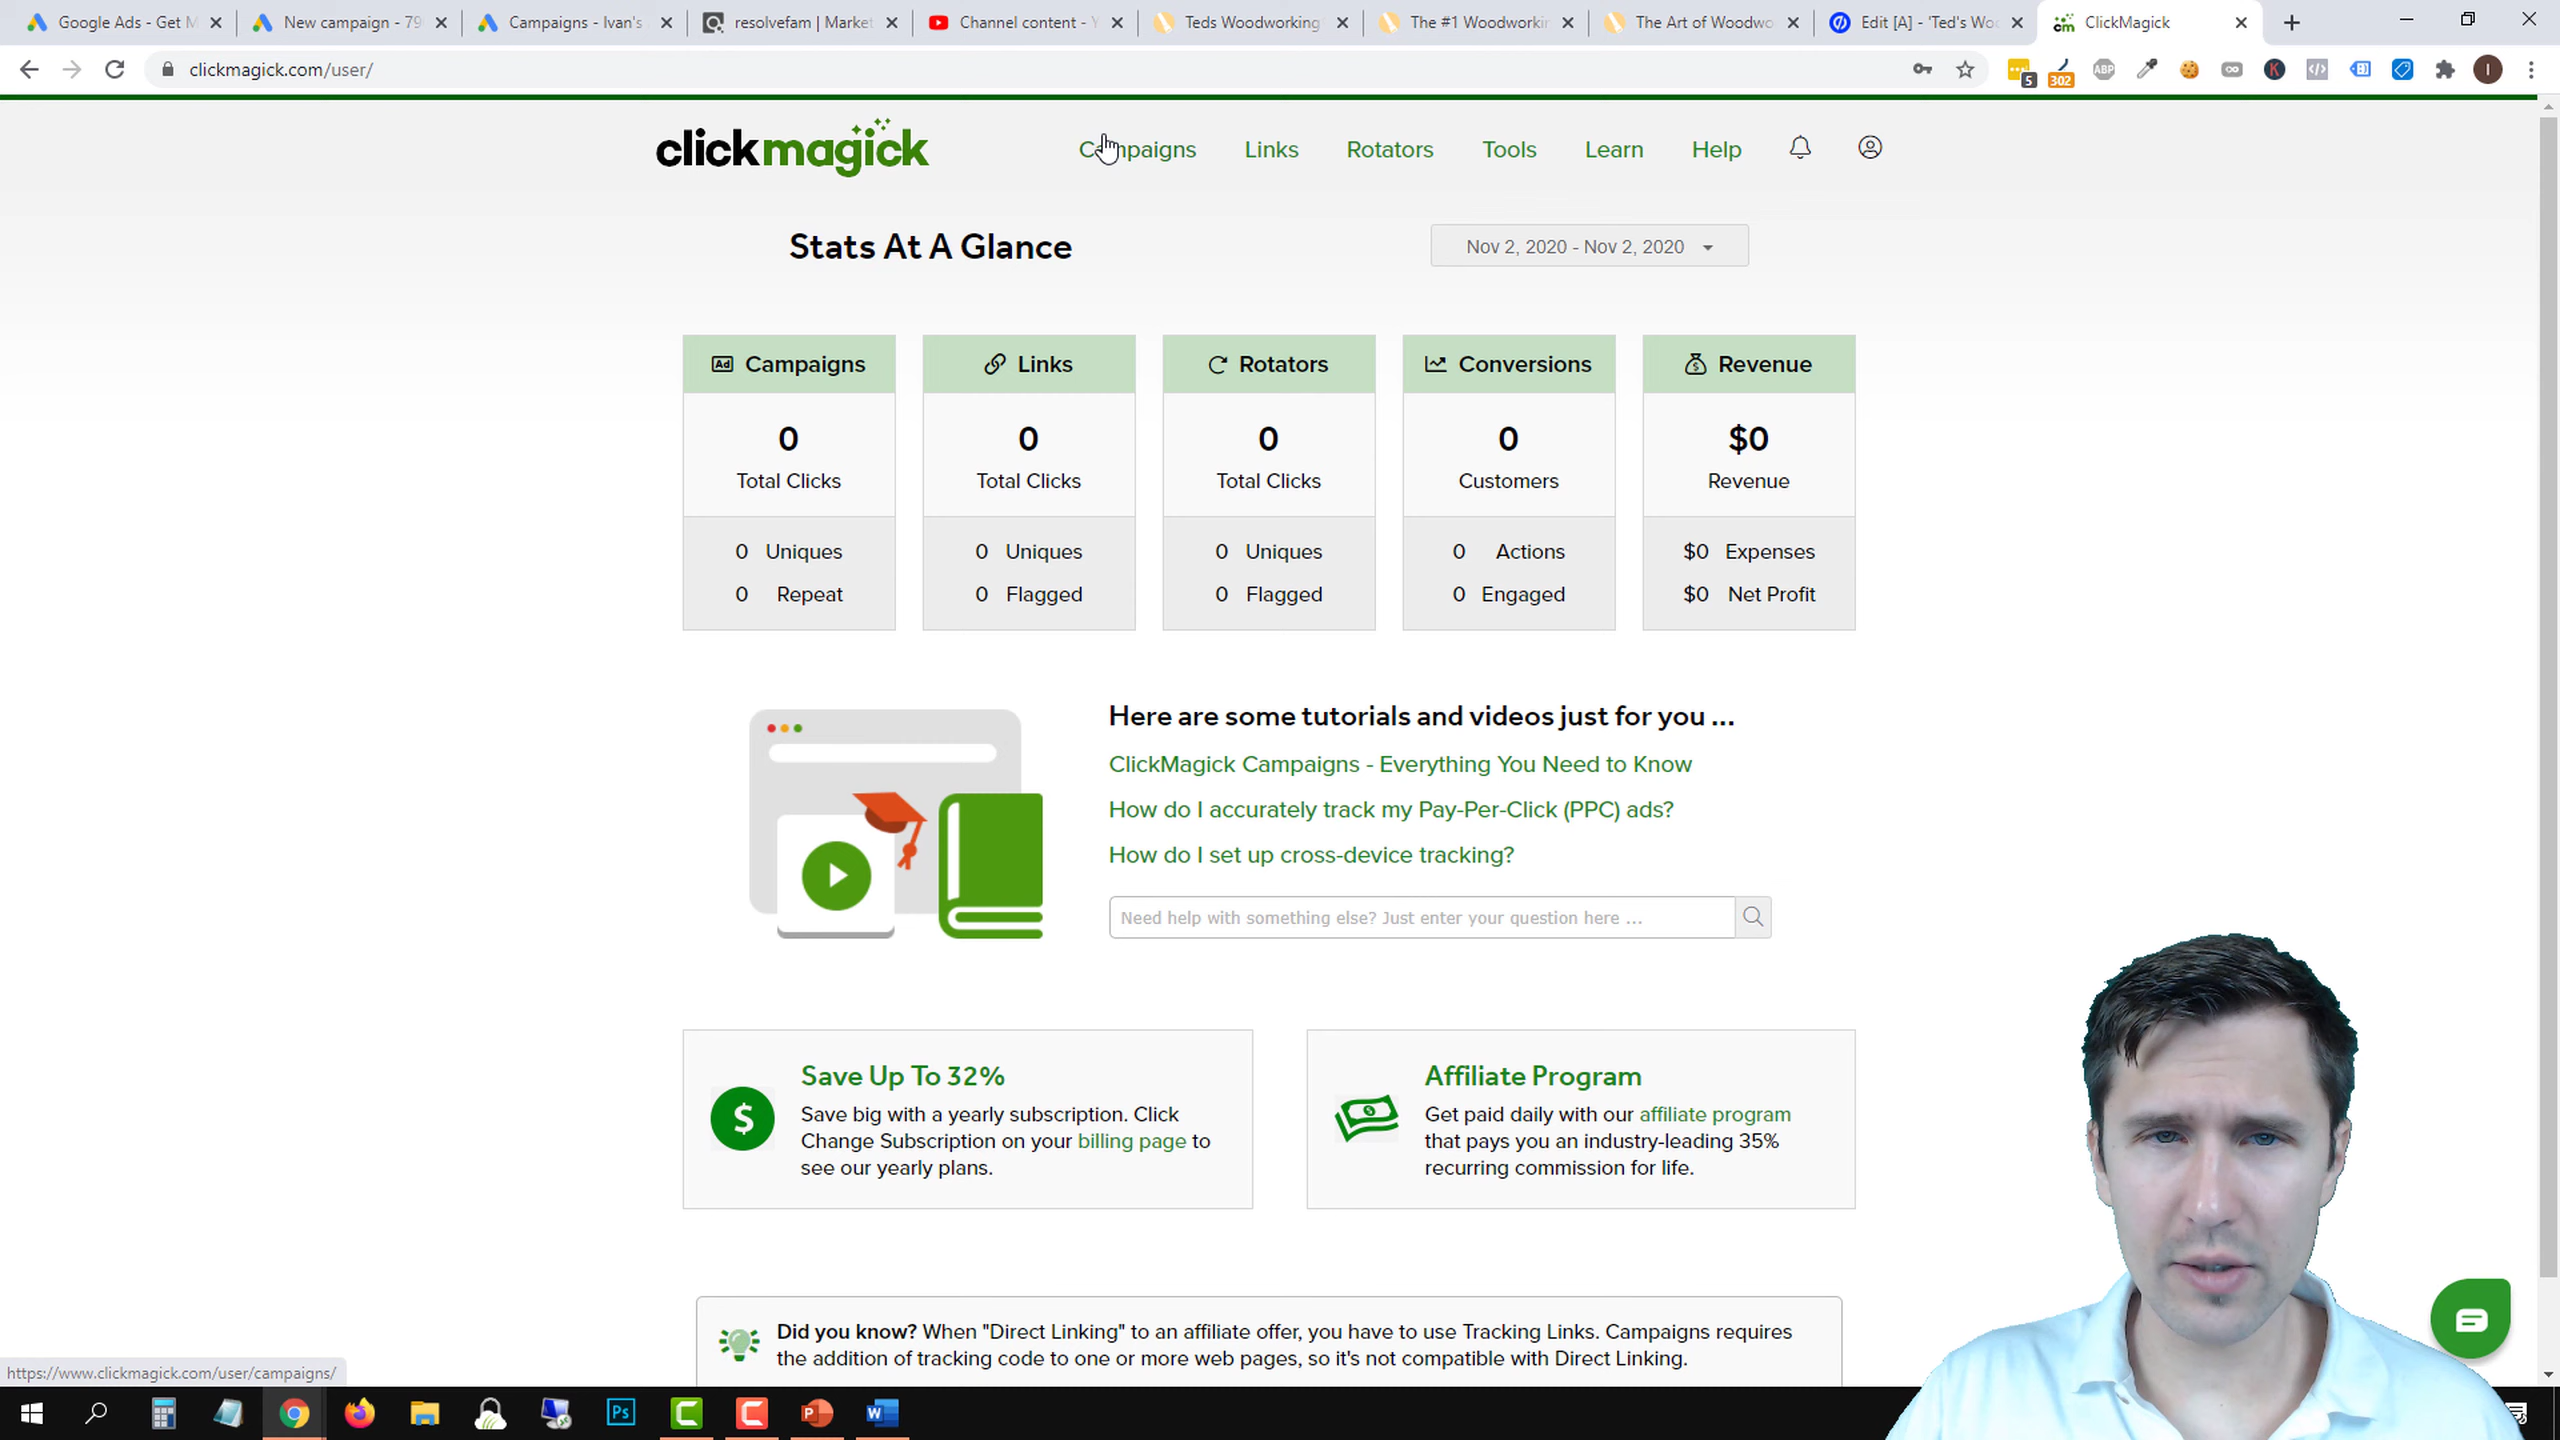 Google Ads - Get M
New campaign - 79
Campaigns - Ivan's
resolvefam | Market
Channel content - Y
Teds Woodworking
The #1 Woodworkin
The Art of Woodwo
Edit [A] - 'Ted's Wo
ClickMagick
clickmagick.com/user/
5
302
ABP
I
clickmagick
Campaigns
Links
Rotators
Tools
Learn
Help
Stats At A Glance
Nov 2, 2020 - Nov 2, 2020
Ad Campaigns
Links
Rotators
Conversions
Revenue
0
0
0
0
$0
Total Clicks
Total Clicks
Total Clicks
Customers
Revenue
0 Uniques
0 Uniques
0 Uniques
0 Actions
$0 Expenses
0 Repeat
0 Flagged
0 Flagged
0 Engaged
$0 Net Profit
Here are some tutorials and videos just for you ...
ClickMagick Campaigns - Everything You Need to Know
How do I accurately track my Pay-Per-Click (PPC) ads?
How do I set up cross-device tracking?
Need help with something else? Just enter your question here ...
Save Up To 32%
Save big with a yearly subscription. Click
Change Subscription on your billing page to
see our yearly plans.
Affiliate Program
Get paid daily with our affiliate program
that pays you an industry-leading 35%
recurring commission for life.
Did you know? When "Direct Linking" to an affiliate offer, you have to use Tracking Links. Campaigns requires
the addition of tracking code to one or more web pages, so it's not compatible with Direct Linking.
https://www.clickmagick.com/user/campaigns/